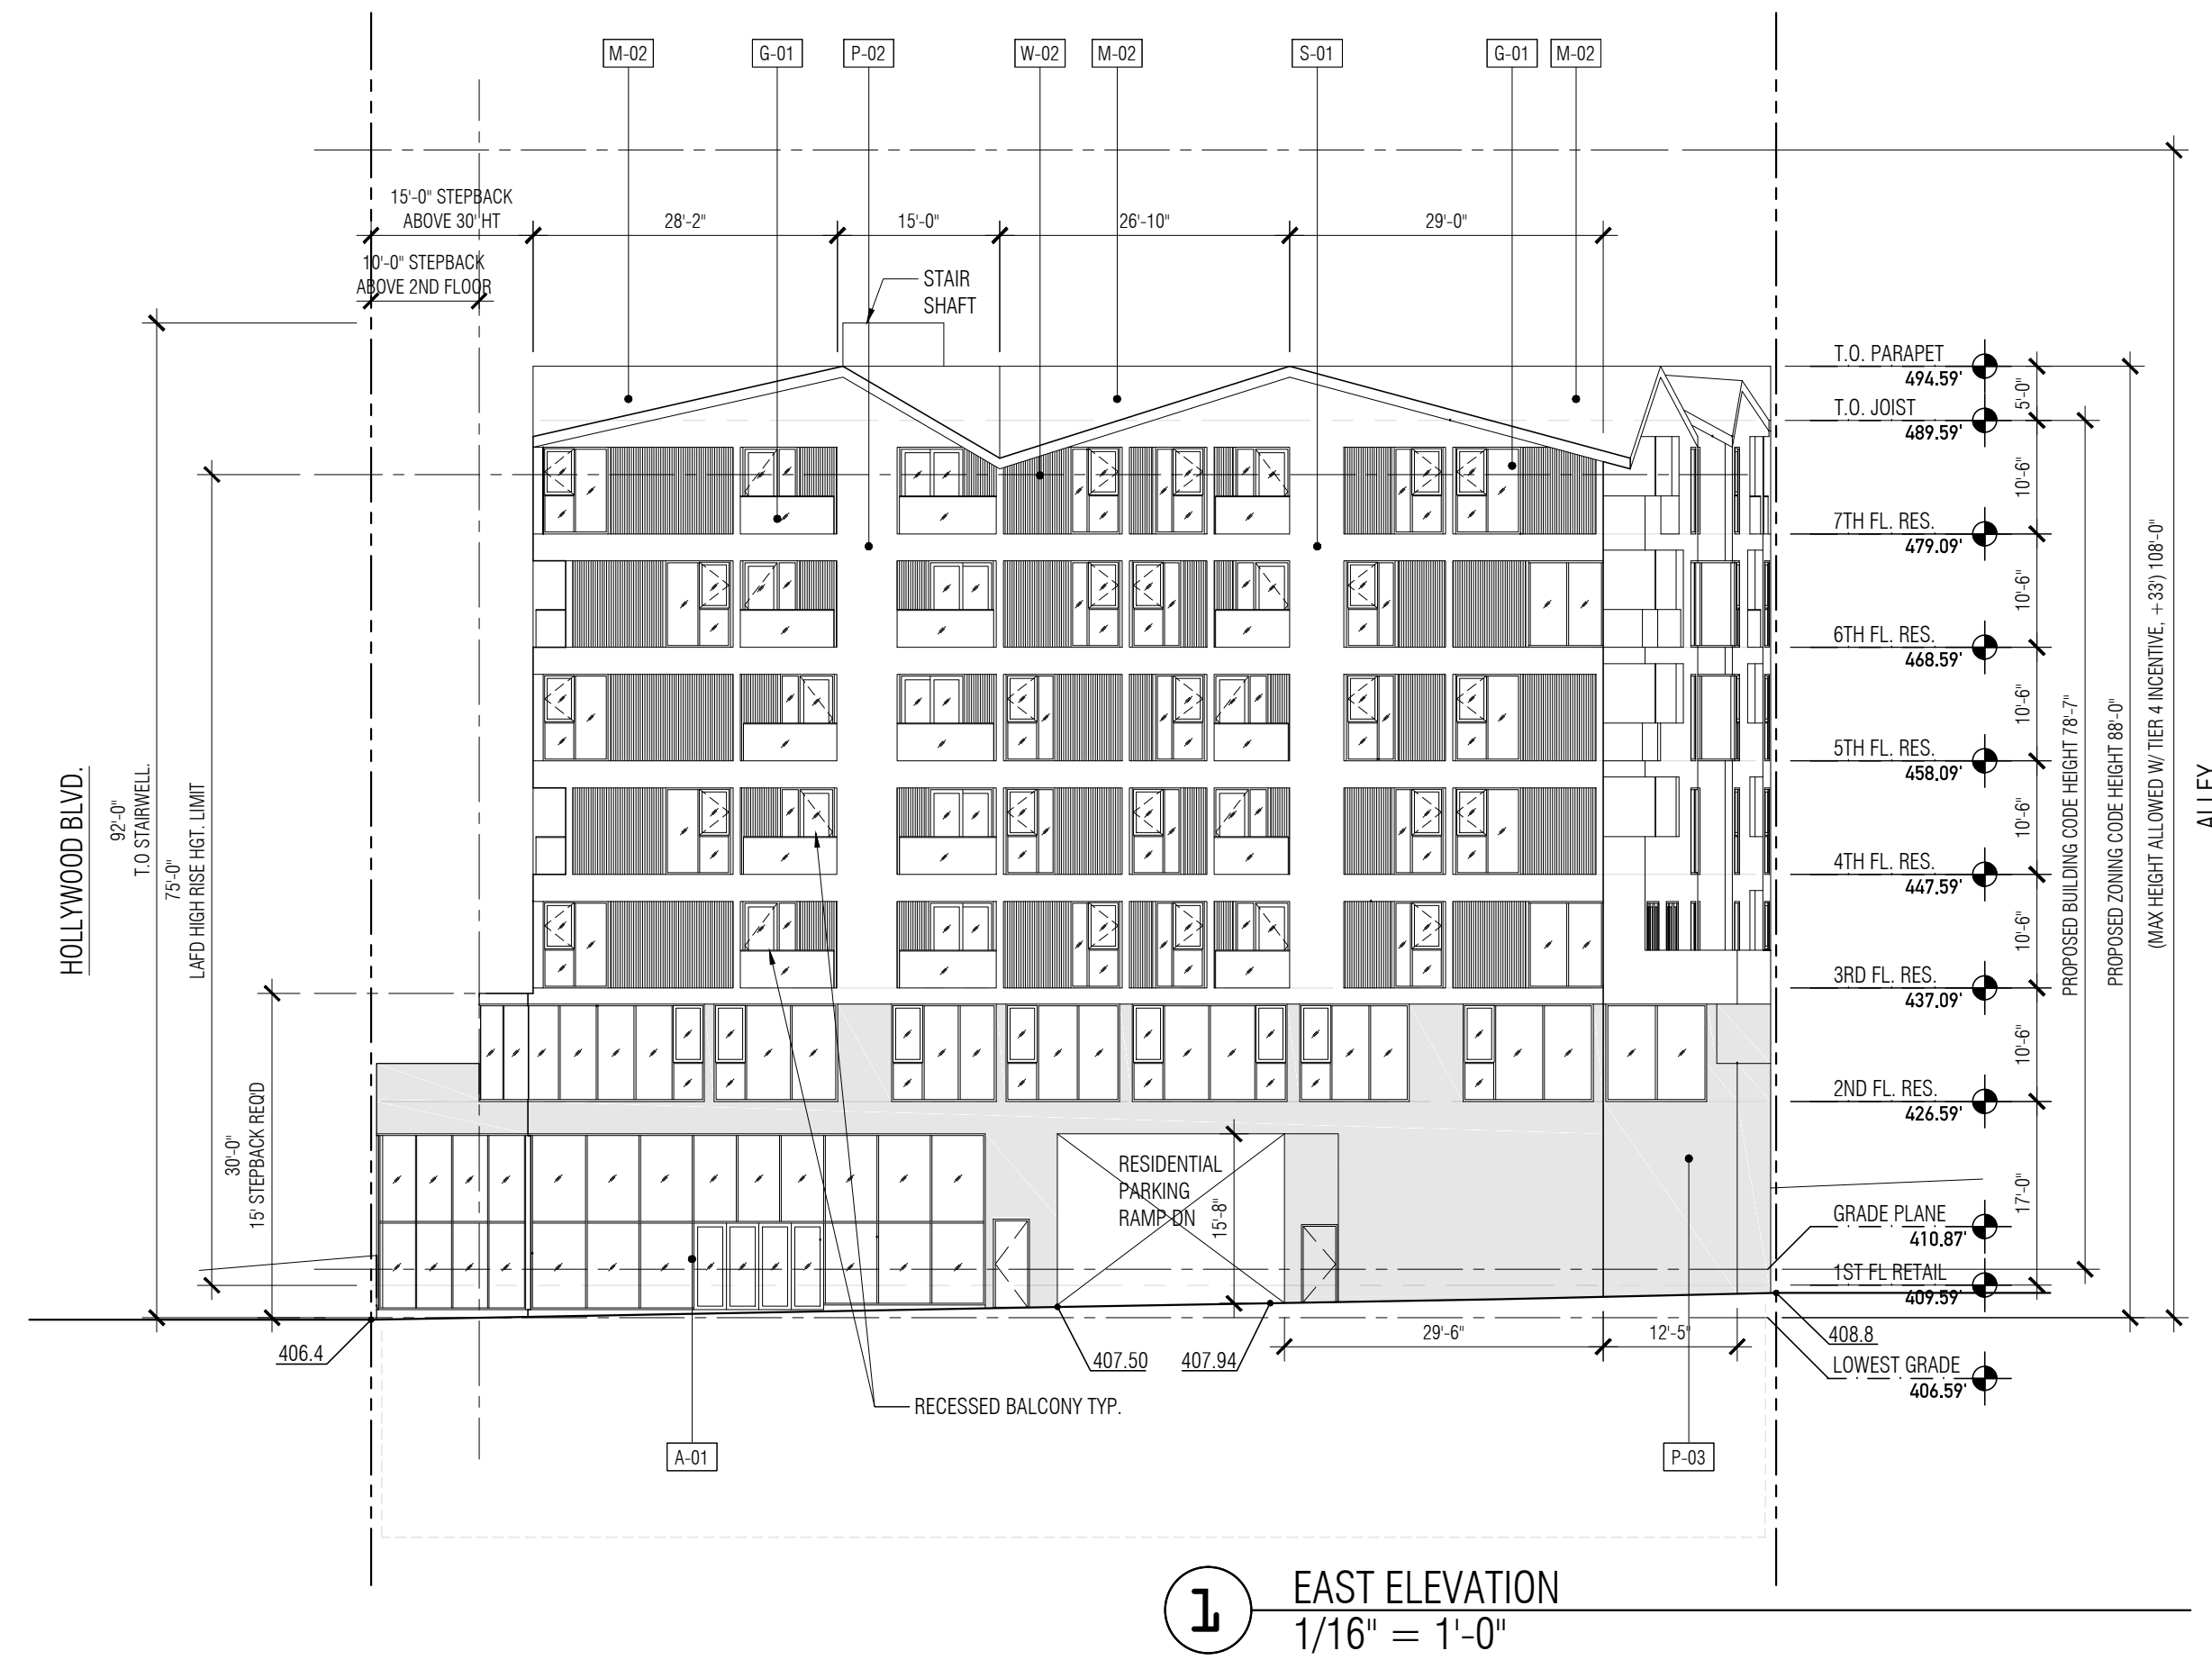 M-02
G-01
P-02
W-02
M-02
S-01
G-01
M-02
15'-0" STEPBACK
ABOVE 30' HT
28'-2"
15'-0"
26'-10"
29'-0"
10'-0" STEPBACK
ABOVE 2ND FLOOR
STAIR
SHAFT
HOLLYWOOD BLVD.
92'-0"
T.O STAIRWELL.
75'-0"
LAFD HIGH RISE HGT. LIMIT
30'-0"
15' STEPBACK REQ'D
T.O. PARAPET
494.59'
5'-0"
T.O. JOIST
489.59'
10'-6"
7TH FL. RES.
479.09'
10'-6"
6TH FL. RES.
468.59'
10'-6"
5TH FL. RES.
458.09'
10'-6"
4TH FL. RES.
447.59'
10'-6"
3RD FL. RES.
437.09'
10'-6"
2ND FL. RES.
426.59'
17'-0"
GRADE PLANE
410.87'
1ST FL RETAIL
409.59'
408.8
LOWEST GRADE
406.59'
PROPOSED BUILDING CODE HEIGHT 78'-7"
PROPOSED ZONING CODE HEIGHT 88'-0"
(MAX HEIGHT ALLOWED W/ TIER 4 INCENTIVE, +33') 108'-0"
ALLEY
RESIDENTIAL
PARKING
RAMP DN
15'-8"
29'-6"
12'-5"
406.4
407.50
407.94
RECESSED BALCONY TYP.
A-01
P-03
1
EAST ELEVATION
1/16" = 1'-0"